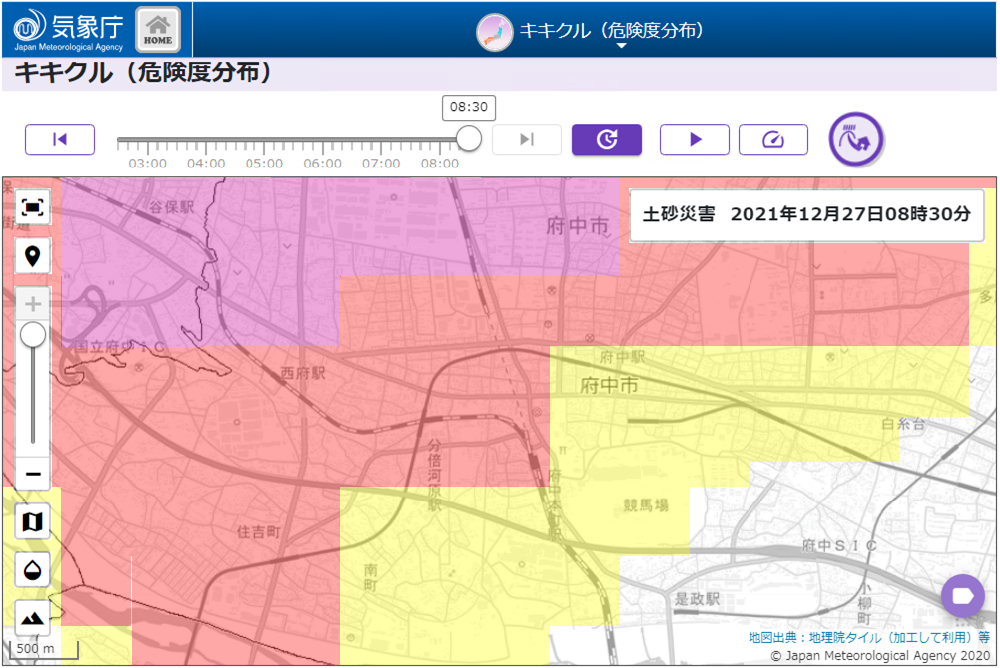 気象庁
Japan Meteorological Agency
HOME
キキクル（危険度分布）
キキクル（危険度分布）
08:30
03:00 04:00 05:00 06:00 07:00 08:00
土砂災害 2021年12月27日08時30分
谷保駅
府中市
街道
多
国立府中ＩＣ
西府駅
府中駅
府中市
白糸台
分倍河原駅
府中本町駅
競馬場
住吉町
府中ＳＩＣ
南町
是政駅
小柳町
500 m
地図出典：地理院タイル（加工して利用）等
© Japan Meteorological Agency 2020